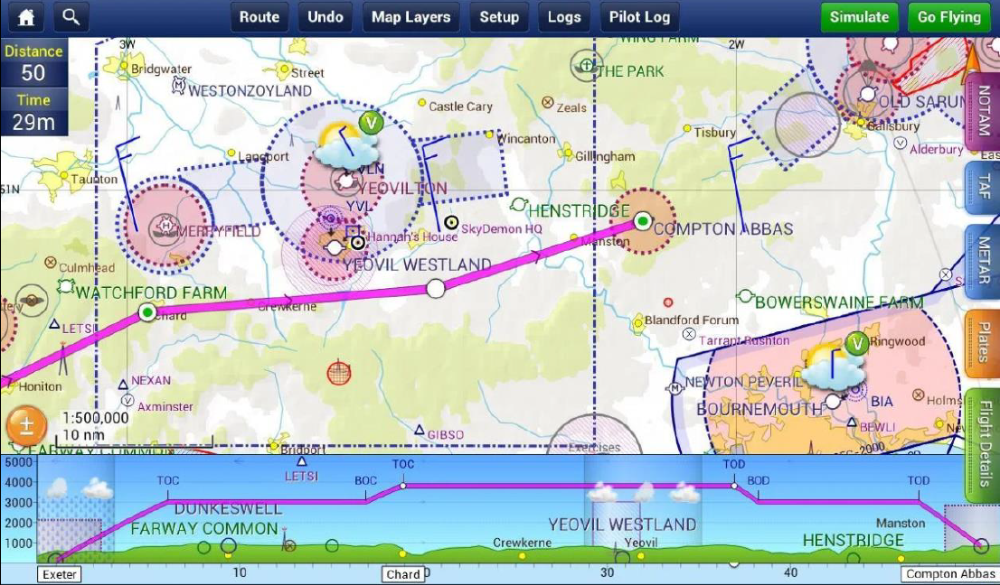 Route
Undo
Map Layers
Setup
Logs
Pilot Log
Simulate
Go Flying
Distance
50
Time
29m
3W
2W
Bridgwater
Street
WESTONZOYLAND
THE PARK
Castle Cary
Zeals
OLD SARUM
Salisbury
Wincanton
Tisbury
Alderbury
NOTAM
Langport
Gillingham
Taunton
51N
VLN
YEOVILTON
YVL
HENSTRIDGE
MERRYFIELD
Hannah's House
SkyDemon HQ
COMPTON ABBAS
Manston
TAF
METAR
Culmhead
YEOVIL WESTLAND
WATCHFORD FARM
Chard
Crewkerne
BOWERSWAINE FARM
LETSI
Blandford Forum
Tarrant Rushton
Ringwood
Plates
Honiton
NEXAN
NEWTON PEVERIL
Axminster
BOURNEMOUTH
BIA
BEWLI
1:500,000
10 nm
GIBSO
FARWAY COMMON
Bridport
Exercises
Flight Details
5000
4000
3000
2000
1000
TOC
LETSI
BOC
TOC
TOD
BOD
TOD
DUNKESWELL
FARWAY COMMON
YEOVIL WESTLAND
Manston
Crewkerne
Yeovil
HENSTRIDGE
Exeter
10
Chard
30
40
Compton Abbas